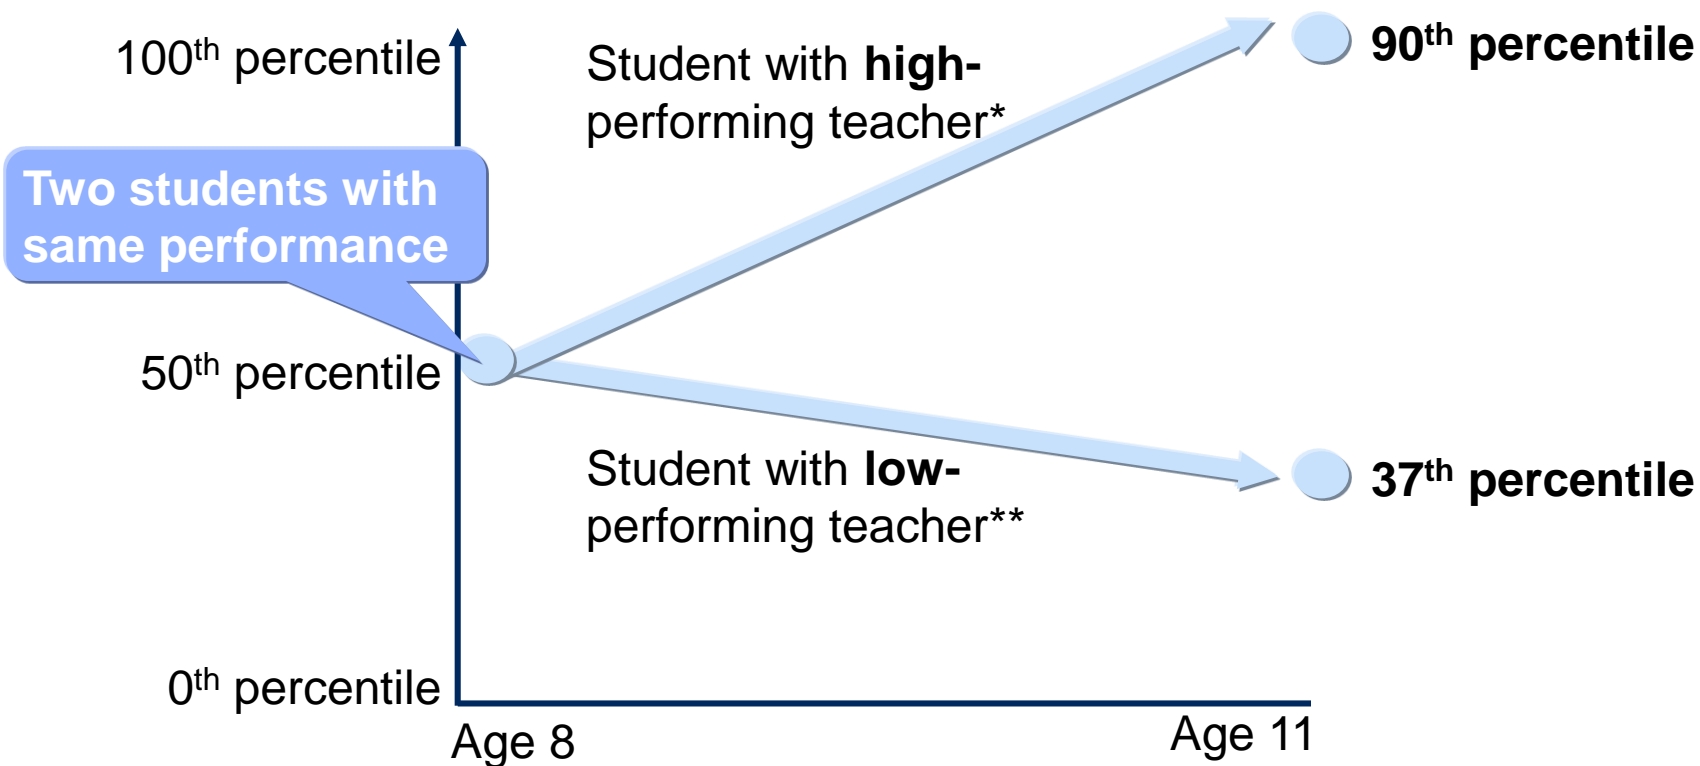 100th percentile
Student with high-
performing teacher*
90th percentile
Two students with
same performance
50th percentile
Student with low-
performing teacher**
37th percentile
0th percentile
Age 8
Age 11